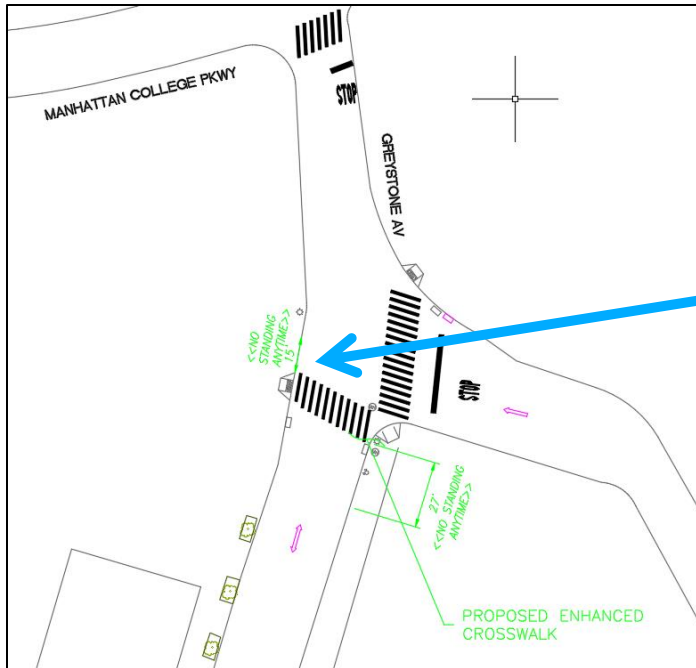 MANHATTAN COLLEGE PKWY
STOP
GREYSTONE AV
<<NO
STANDING
ANYTIME>>
15'
STOP
27'
<<NO STANDING
ANYTIME>>
PROPOSED ENHANCED
CROSSWALK